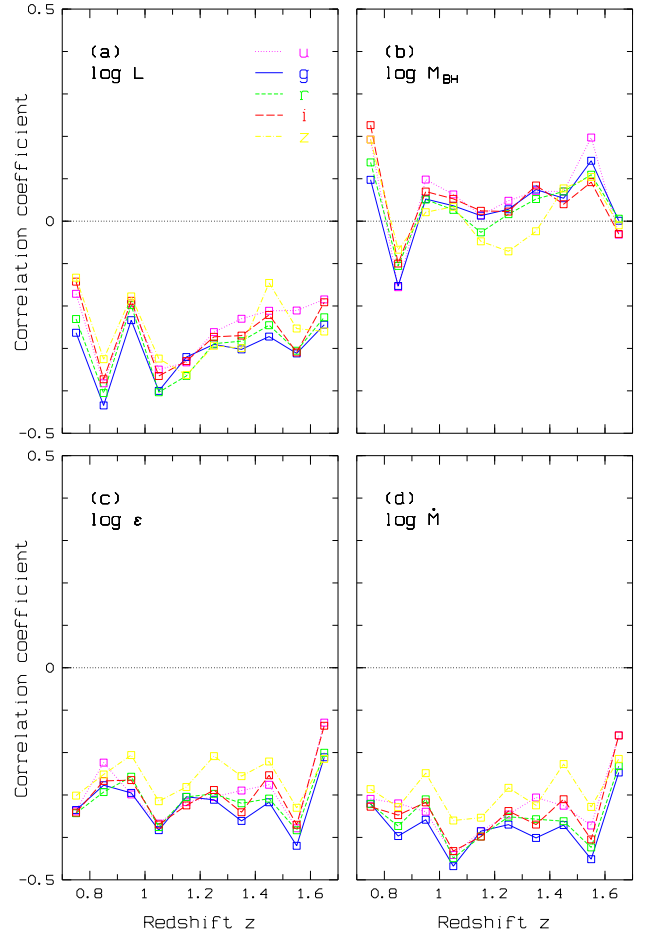 0.5
0
-0.5
Correlation coefficient
(a)
log L
u
g
r
i
z
(b)
log M_BH
0.5
0
-0.5
Correlation coefficient
(c)
log ε
(d)
log Ṁ
0.8 1 1.2 1.4 1.6
Redshift z
0.8 1 1.2 1.4 1.6
Redshift z